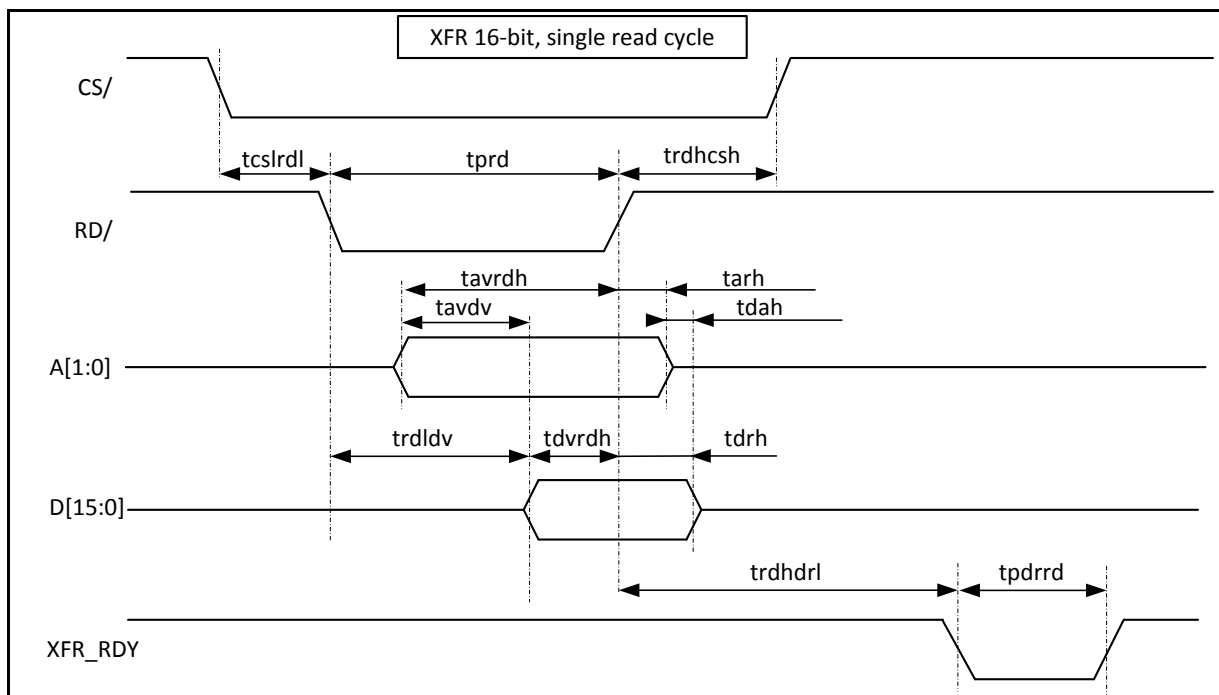 XFR 16-bit, single read cycle
CS/
tcslrdl tprd trdhcsh
RD/
tavrdh tarh
tavdv tdah
A[1:0]
trdldv tdvrdh tdrh
D[15:0]
trdhdrl tpdrrd
XFR_RDY